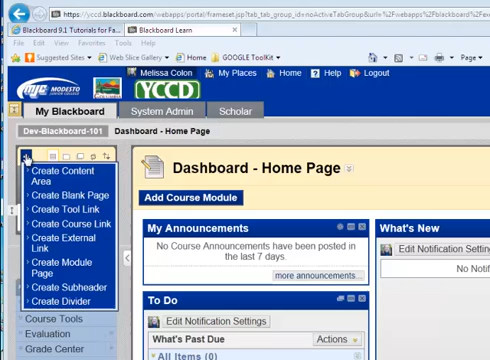 https://yccd.blackboard.com/webapps/portal/frameset.jsp?tab_tab_group_id=noActiveTabGroup&url=%2Fwebapps%2Fblackboard
Blackboard 9.1 Tutorials for Fa...
Blackboard Learn
File Edit View Favorites Tools Help
Suggested Sites
Web Slice Gallery
Home
GOOGLE ToolKit
Page
Melissa Colon
My Places
Home
Help
Logout
MJC MODESTO
YCCD
My Blackboard
System Admin
Scholar
Dev-Blackboard-101
Dashboard - Home Page
Create Content
Area
Create Blank Page
Create Tool Link
Create Course Link
Create External
Link
Create Module
Page
Create Subheader
Create Divider
Course Tools
Evaluation
Grade Center
Dashboard - Home Page
Add Course Module
My Announcements
No Course Announcements have been posted in
the last 7 days.
more announcements...
To Do
Edit Notification Settings
What's Past Due
Actions
All Items (0)
What's New
Edit Notification Settin
No Notif